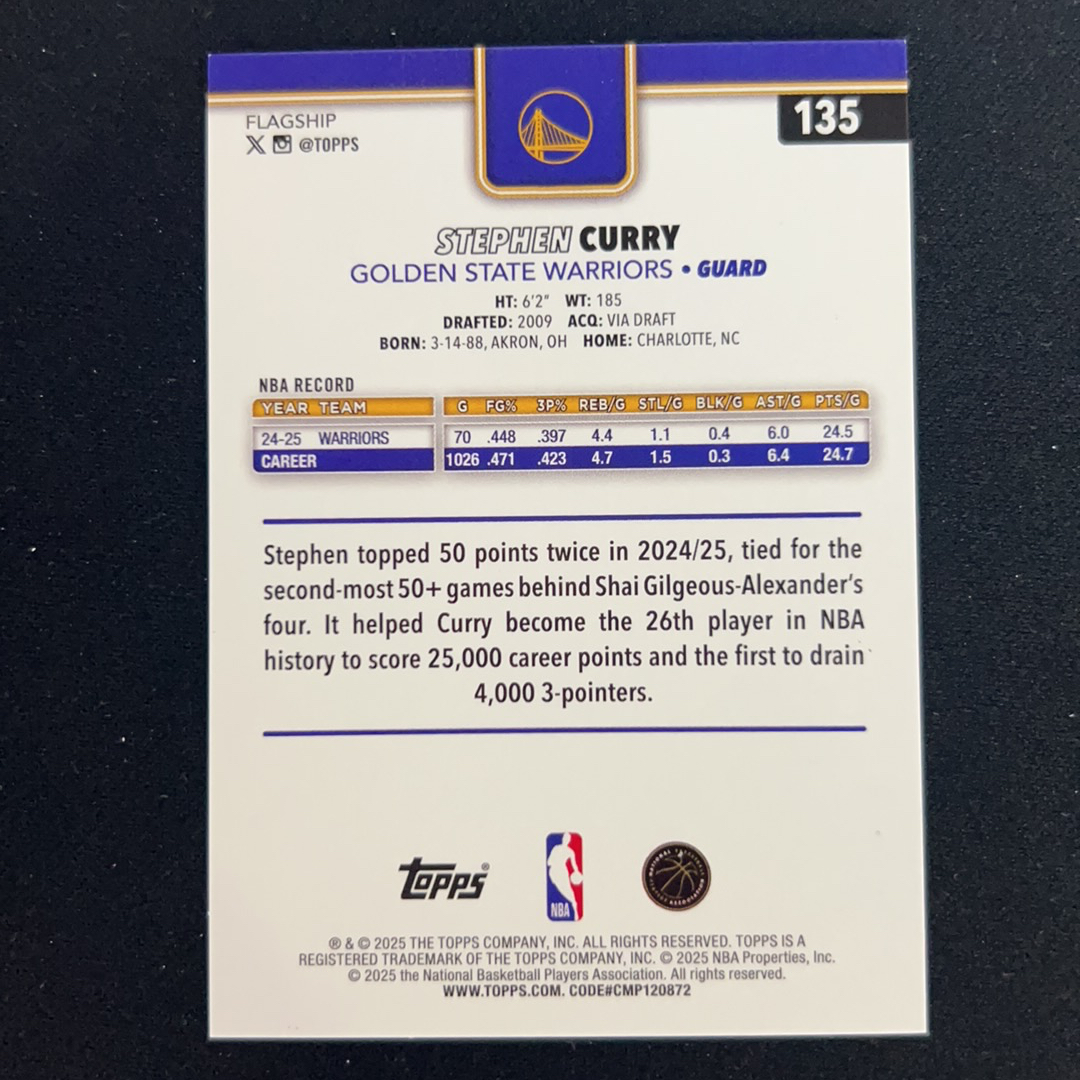 FLAGSHIP
135
X @TOPPS
STEPHEN CURRY
GOLDEN STATE WARRIORS • GUARD
HT: 6'2" WT: 185
DRAFTED: 2009 ACQ: VIA DRAFT
BORN: 3-14-88, AKRON, OH HOME: CHARLOTTE, NC
NBA RECORD
YEAR TEAM G FG% 3P% REB/G STL/G BLK/G AST/G PTS/G
24-25 WARRIORS 70 .448 .397 4.4 1.1 0.4 6.0 24.5
CAREER 1026 .471 .423 4.7 1.5 0.3 6.4 24.7
Stephen topped 50 points twice in 2024/25, tied for the
second-most 50+ games behind Shai Gilgeous-Alexander's
four. It helped Curry become the 26th player in NBA
history to score 25,000 career points and the first to drain
4,000 3-pointers.
topps®
NBA
NATIONAL BASKETBALL PLAYERS ASSOCIATION
® & © 2025 THE TOPPS COMPANY, INC. ALL RIGHTS RESERVED. TOPPS IS A
REGISTERED TRADEMARK OF THE TOPPS COMPANY, INC. © 2025 NBA Properties, Inc.
© 2025 the National Basketball Players Association. All rights reserved.
WWW.TOPPS.COM. CODE#CMP120872